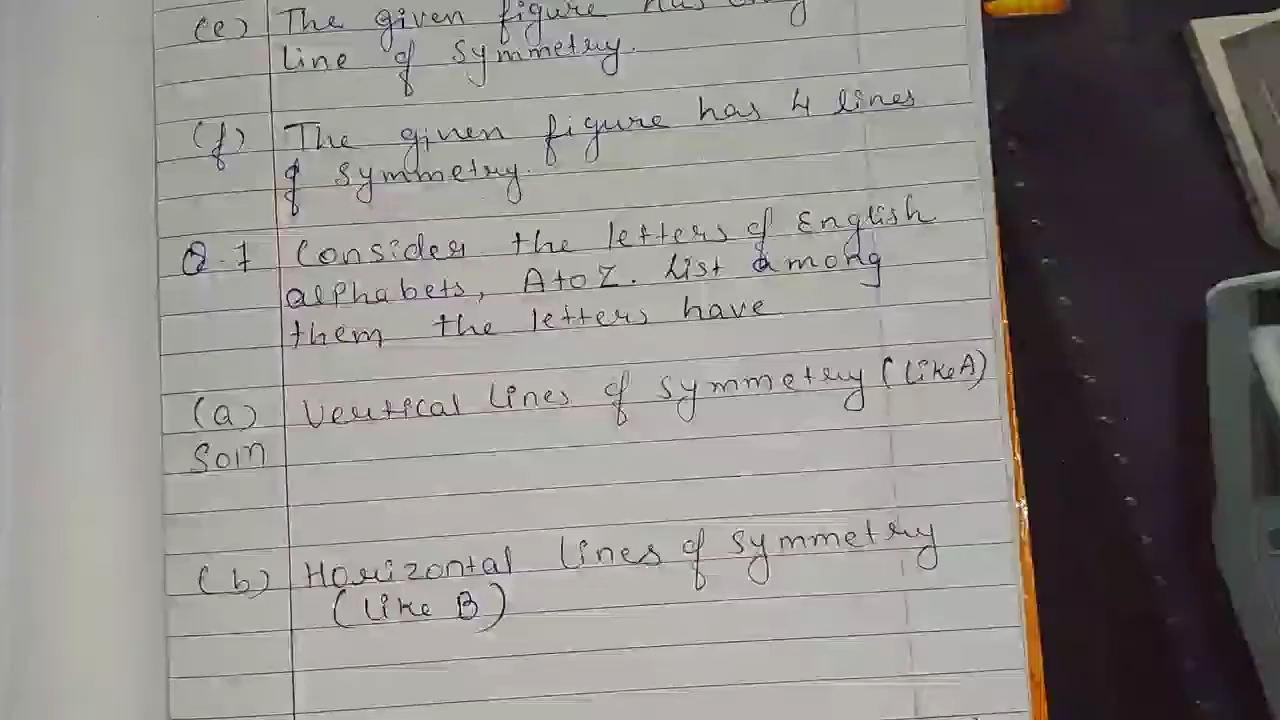 (e) The given figure has only
line of symmetry.
(f) The given figure has 4 lines
of symmetry.
Q.7 Consider the letters of English
alphabets, A to Z. List among
them the letters have
(a) Vertical lines of symmetry (like A)
Soln
(b) Horizontal lines of symmetry
(like B)